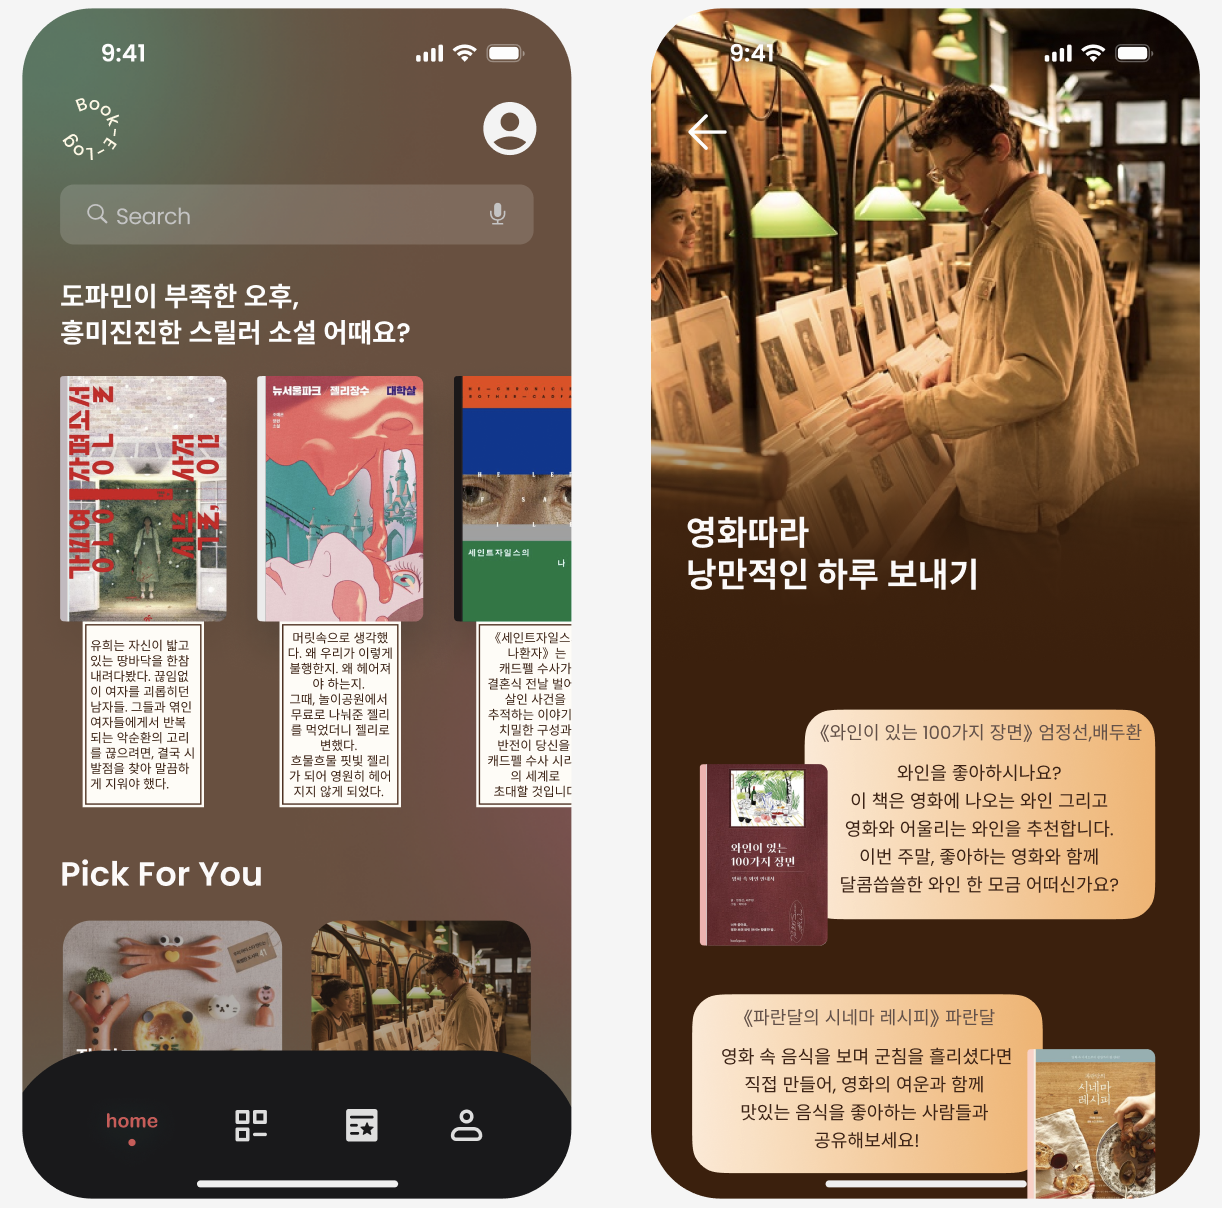 9:41
Book-E-Log
Search
도파민이 부족한 오후,
흥미진진한 스릴러 소설 어때요?
뉴서울파크 젤리장수 대학살
세인트자일스의
나
유희는 자신이 밟고
있는 땅바닥을 한참
내려다봤다. 끊임없
이 여자를 괴롭히던
남자들. 그들과 엮인
여자들에게서 반복
되는 악순환의 고리
를 끊으려면, 결국 시
발점을 찾아 말끔하
게 지워야 했다.
머릿속으로 생각했
다. 왜 우리가 이렇게
불행한지. 왜 헤어져
야 하는지.
그때, 놀이공원에서
무료로 나눠준 젤리
를 먹었더니 젤리로
변했다.
흐물흐물 핏빛 젤리
가 되어 영원히 헤어
지지 않게 되었다.
《세인트자일스
나환자》는
캐드펠 수사가
결혼식 전날 벌어
살인 사건을
추적하는 이야기
치밀한 구성과
반전이 당신을
캐드펠 수사 시리
의 세계로
초대할 것입니다
Pick For You
home
9:41
영화따라
낭만적인 하루 보내기
《와인이 있는 100가지 장면》 엄정선,배두환
와인을 좋아하시나요?
이 책은 영화에 나오는 와인 그리고
영화와 어울리는 와인을 추천합니다.
이번 주말, 좋아하는 영화와 함께
달콤씁쓸한 와인 한 모금 어떠신가요?
와인이 있는
100가지 장면
영화 속 와인 안내서
《파란달의 시네마 레시피》 파란달
영화 속 음식을 보며 군침을 흘리셨다면
직접 만들어, 영화의 여운과 함께
맛있는 음식을 좋아하는 사람들과
공유해보세요!
시네마
레시피